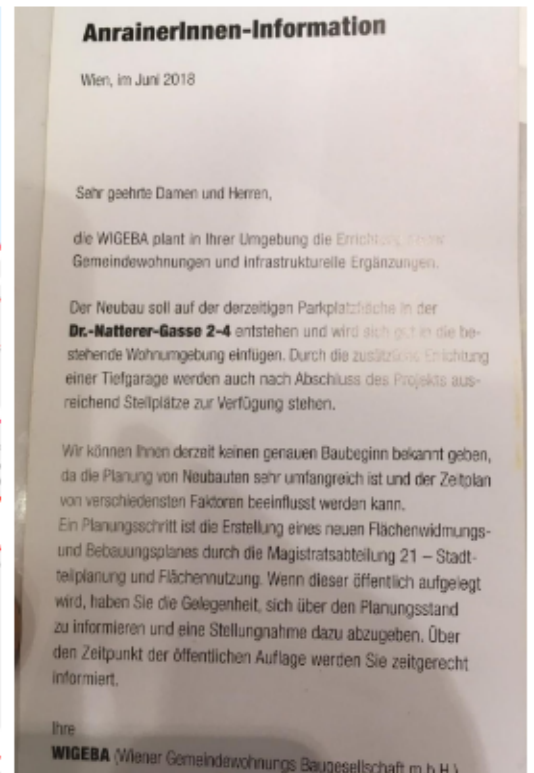 AnrainerInnen-Information
Wien, im Juni 2018
Sehr geehrte Damen und Herren,
die WIGEBA plant in Ihrer Umgebung die Errichtung
Gemeindewohnungen und infrastrukturelle Ergänzungen.
Der Neubau soll auf der derzeitigen Parkplatzfläche in der
Dr.-Natterer-Gasse 2-4 entstehen und wird sich gut in die be-
stehende Wohnumgebung einfügen. Durch die zusätzliche Errichtung
einer Tiefgarage werden auch nach Abschluss des Projekts aus-
reichend Stellplätze zur Verfügung stehen.
Wir können Ihnen derzeit keinen genauen Baubeginn bekannt geben,
da die Planung von Neubauten sehr umfangreich ist und der Zeitplan
von verschiedensten Faktoren beeinflusst werden kann.
Ein Planungsschritt ist die Erstellung eines neuen Flächenwidmungs-
und Bebauungsplanes durch die Magistratsabteilung 21 – Stadt-
teilplanung und Flächennutzung. Wenn dieser öffentlich aufgelegt
wird, haben Sie die Gelegenheit, sich über den Planungsstand
zu informieren und eine Stellungnahme dazu abzugeben. Über
den Zeitpunkt der öffentlichen Auflage werden Sie zeitgerecht
informiert.
Ihre
WIGEBA (Wiener Gemeindewohnungs Baugesellschaft m.b.H.)